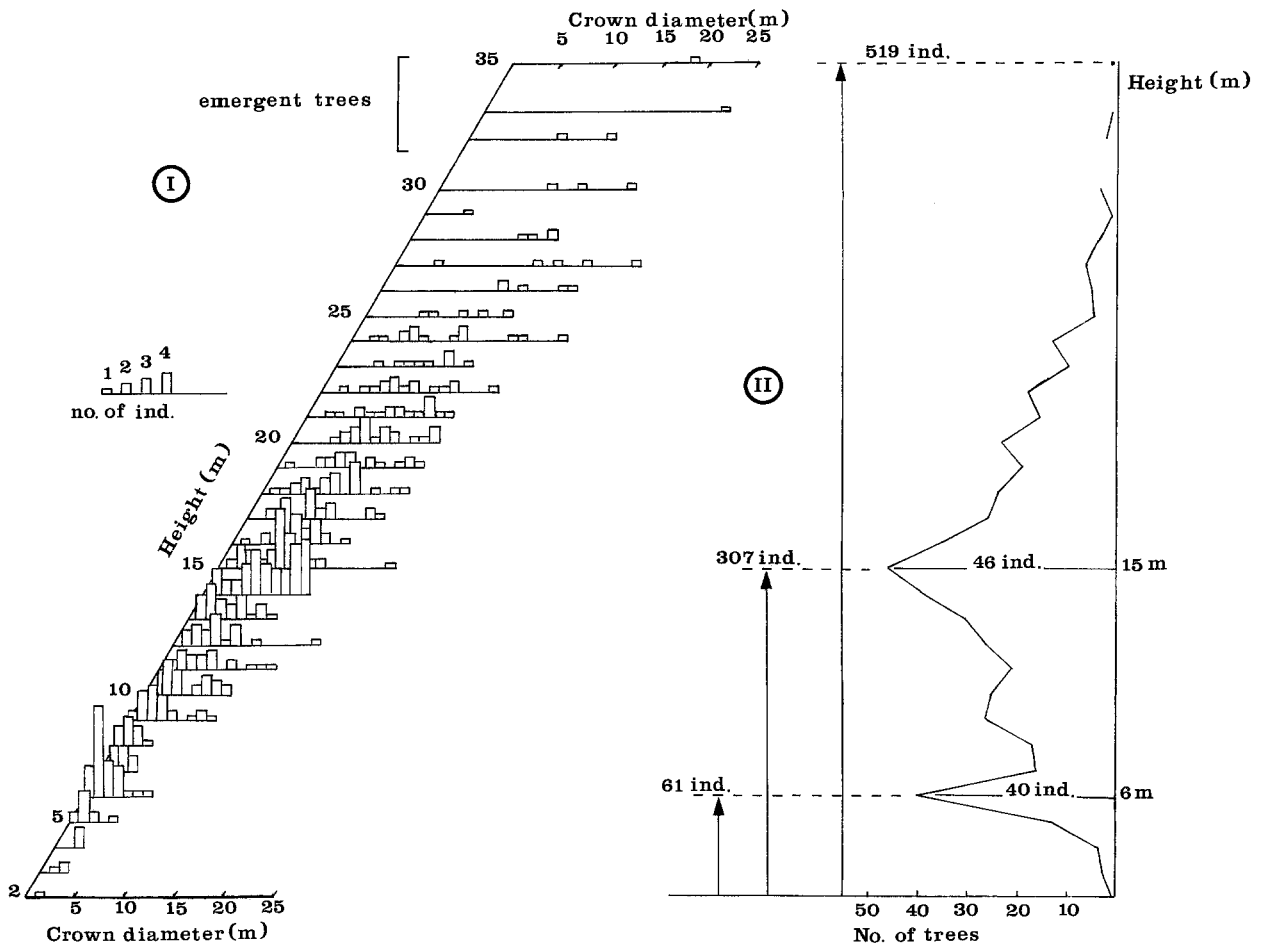 Crown diameter(m)
5 10 15 20 25
35
emergent trees
I
30
25
1 2 3 4
no. of ind.
20
Height(m)
15
10
5
2
5 10 15 20 25
Crown diameter(m)
519 ind.
Height(m)
II
307 ind.
46 ind.
15 m
61 ind.
40 ind.
6 m
50 40 30 20 10
No. of trees